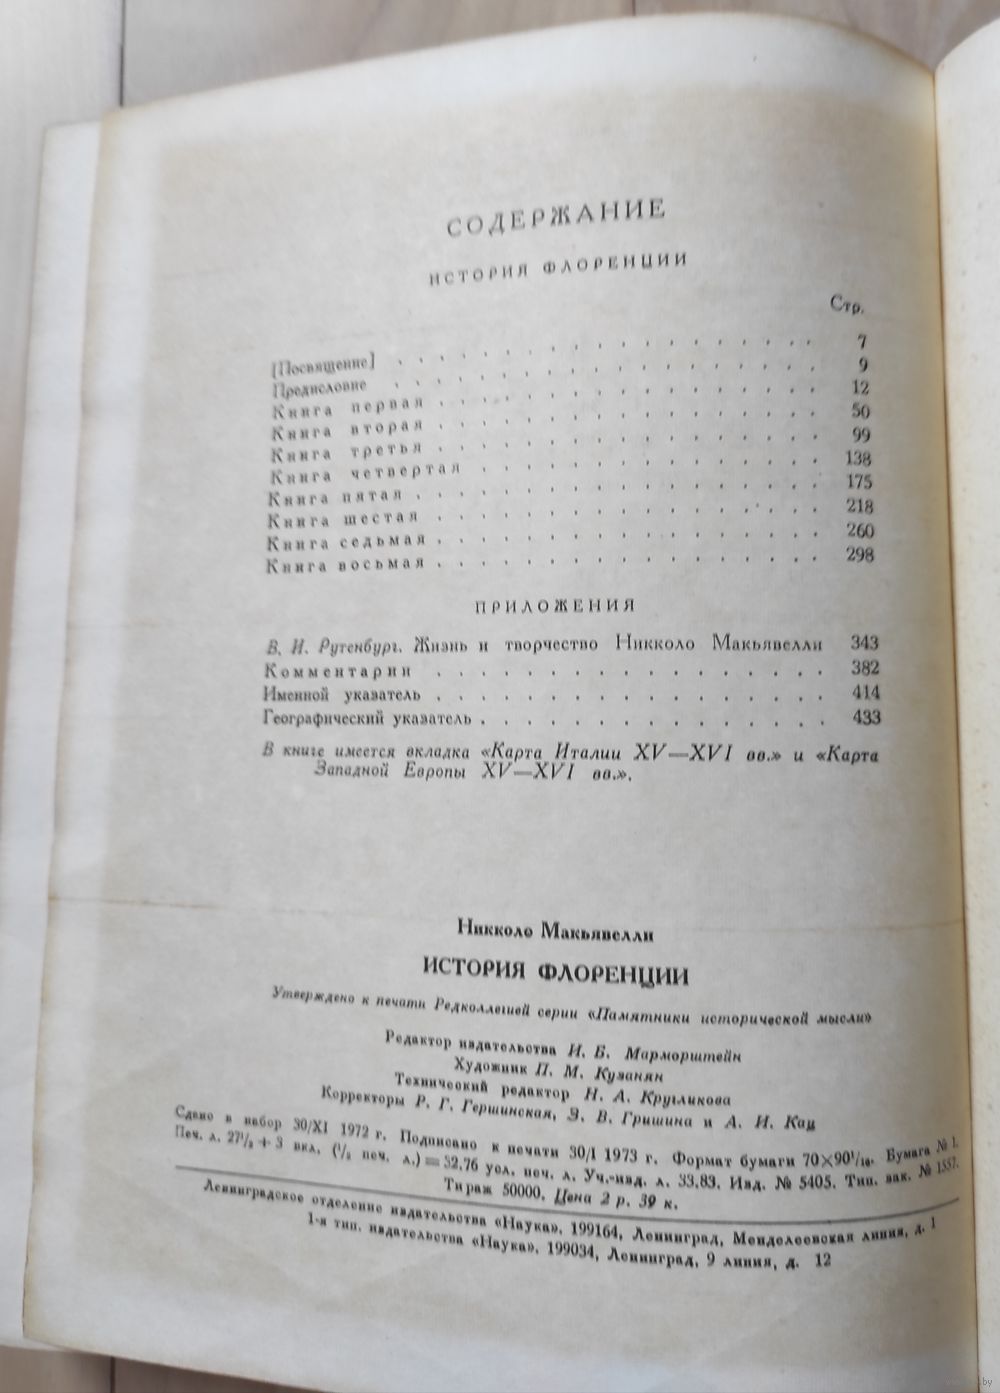 СОДЕРЖАНИЕ
ИСТОРИЯ ФЛОРЕНЦИИ
Стр.
[Посвящение] . . . . . . . . . . . . . . . 7
Предисловие . . . . . . . . . . . . . . . 9
Книга первая . . . . . . . . . . . . . . 12
Книга вторая . . . . . . . . . . . . . . 50
Книга третья . . . . . . . . . . . . . . 99
Книга четвертая . . . . . . . . . . . . 138
Книга пятая . . . . . . . . . . . . . . 175
Книга шестая . . . . . . . . . . . . . . 218
Книга седьмая . . . . . . . . . . . . . 260
Книга восьмая . . . . . . . . . . . . . 298
ПРИЛОЖЕНИЯ
В. И. Рутенбург. Жизнь и творчество Никколо Макьявелли 343
Комментарии . . . . . . . . . . . . . . 382
Именной указатель . . . . . . . . . . . 414
Географический указатель . . . . . . . . 433
В книге имеется вкладка «Карта Италии XV—XVI вв.» и «Карта
Западной Европы XV—XVI вв.».
Никколо Макьявелли
ИСТОРИЯ ФЛОРЕНЦИИ
Утверждено к печати Редколлегией серии «Памятники исторической мысли»
Редактор издательства И. Б. Марморштейн
Художник П. М. Кузанян
Технический редактор Н. А. Кругликова
Корректоры Р. Г. Гершинская, З. В. Гришина и А. И. Кац
Сдано в набор 30/XI 1972 г. Подписано к печати 30/I 1973 г. Формат бумаги 70×90¹/₁₆. Бумага № 1.
Печ. л. 27¹/₂ + 3 вкл. (¹/₂ печ. л.) = 32.76 усл. печ. л. Уч.-изд. л. 33.83. Изд. № 5405. Тип. зак. № 1557.
Тираж 50000. Цена 2 р. 39 к.
Ленинградское отделение издательства «Наука», 199164, Ленинград, Менделеевская линия, д. 1
1-я тип. издательства «Наука», 199034, Ленинград, 9 линия, д. 12